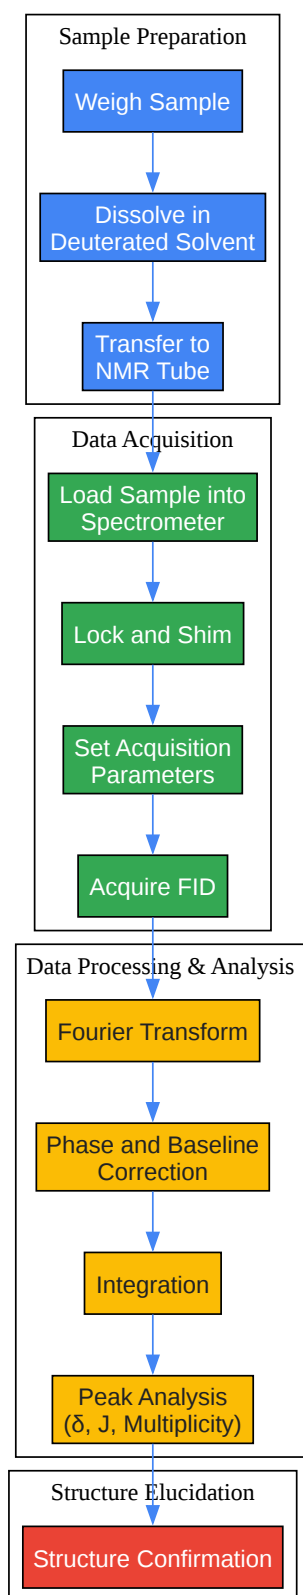 Sample Preparation
Weigh Sample
Dissolve in
Deuterated Solvent
Transfer to
NMR Tube
Data Acquisition
Load Sample into
Spectrometer
Lock and Shim
Set Acquisition
Parameters
Acquire FID
Data Processing & Analysis
Fourier Transform
Phase and Baseline
Correction
Integration
Peak Analysis
(δ, J, Multiplicity)
Structure Elucidation
Structure Confirmation